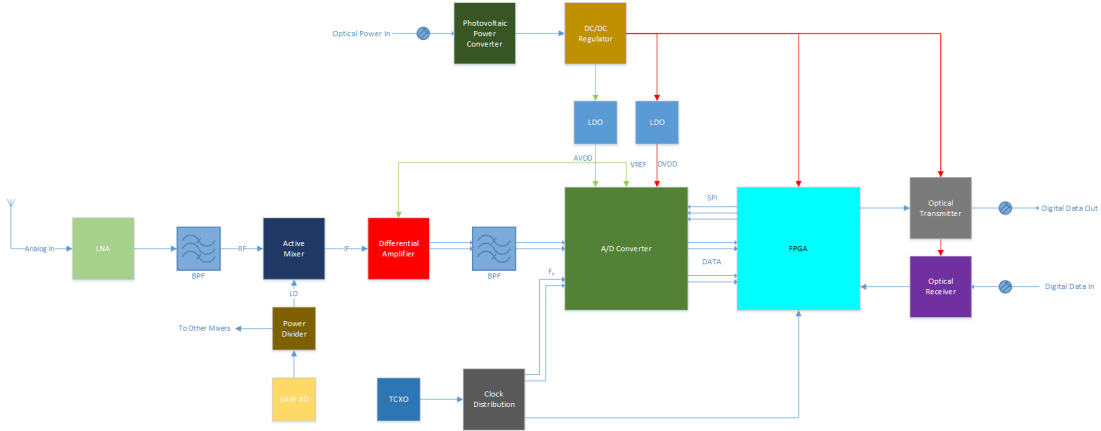 Optical Power In
Photovoltaic
Power
Converter
DC/DC
Regulator
LDO
LDO
AVDD
VREF
DVDD
Analog In
LNA
BPF
RF
Active
Mixer
IF
Differential
Amplifier
BPF
Fs
A/D Converter
SPI
DATA
FPGA
Optical
Transmitter
Digital Data Out
Optical
Receiver
Digital Data In
LO
To Other Mixers
Power
Divider
SAW XO
TCXO
Clock
Distribution